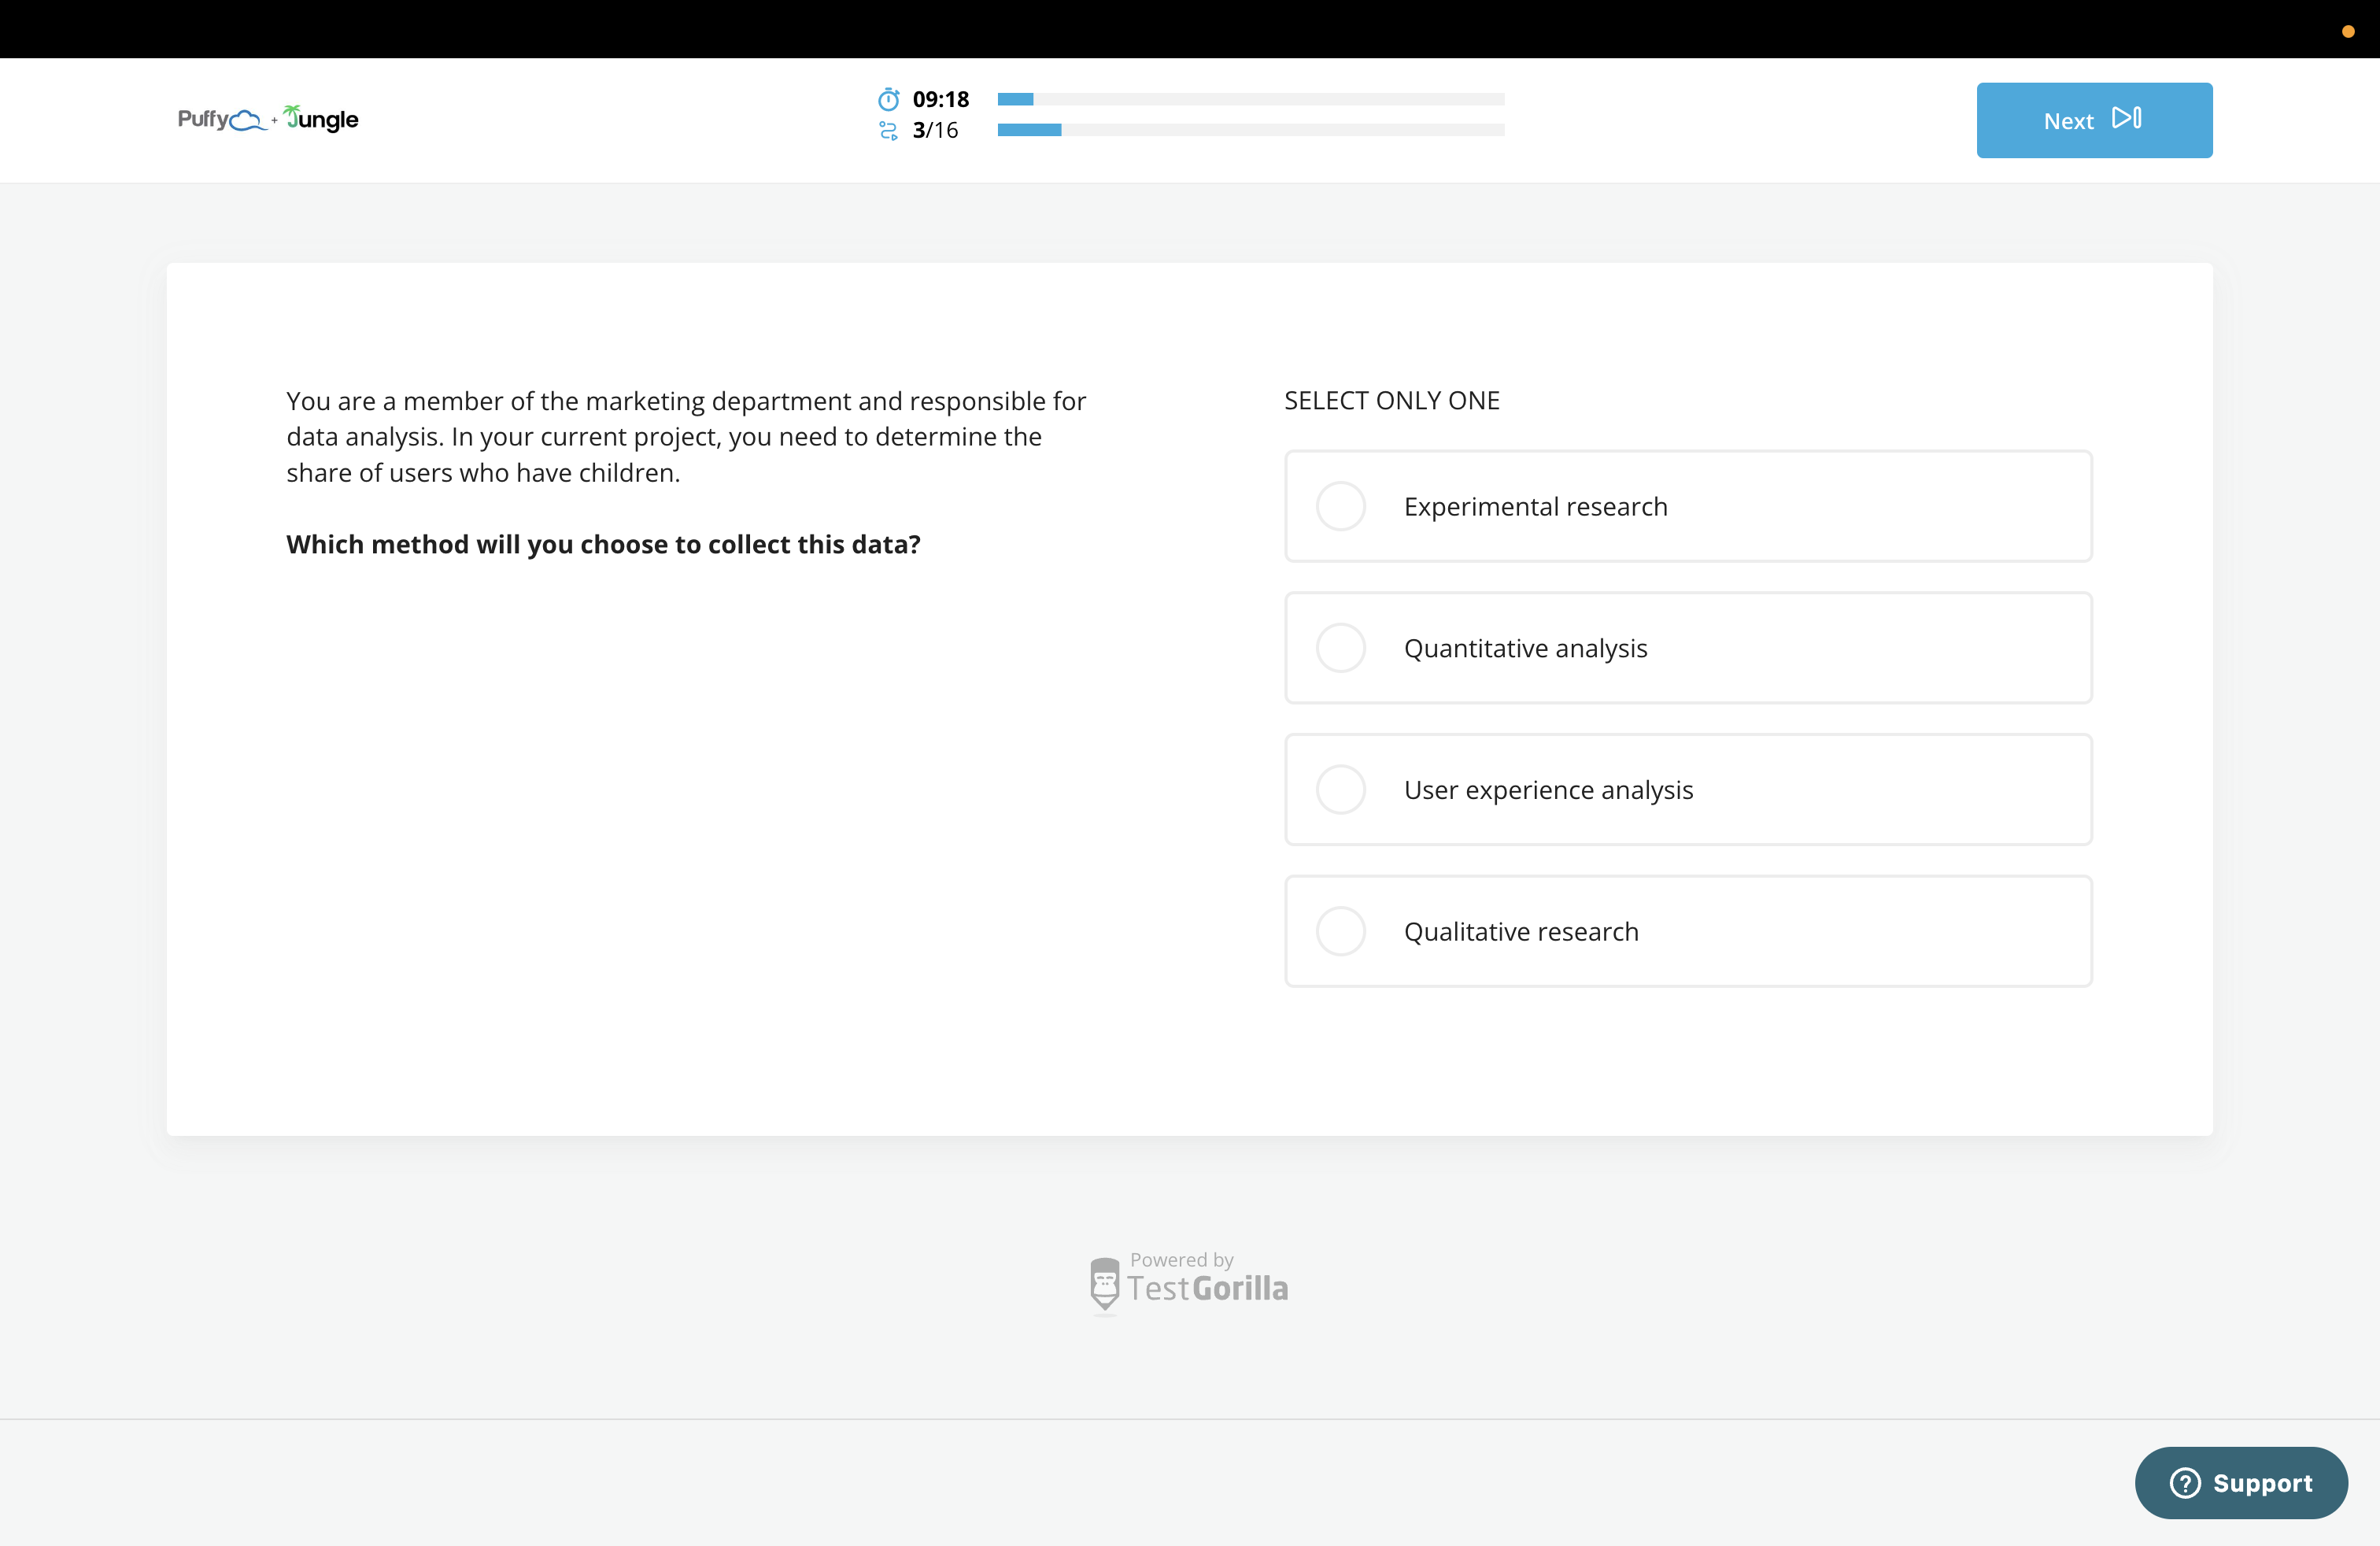 Puffy + Jungle
09:18
3/16
Next
You are a member of the marketing department and responsible for
data analysis. In your current project, you need to determine the
share of users who have children.
Which method will you choose to collect this data?
SELECT ONLY ONE
Experimental research
Quantitative analysis
User experience analysis
Qualitative research
Powered by
TestGorilla
Support